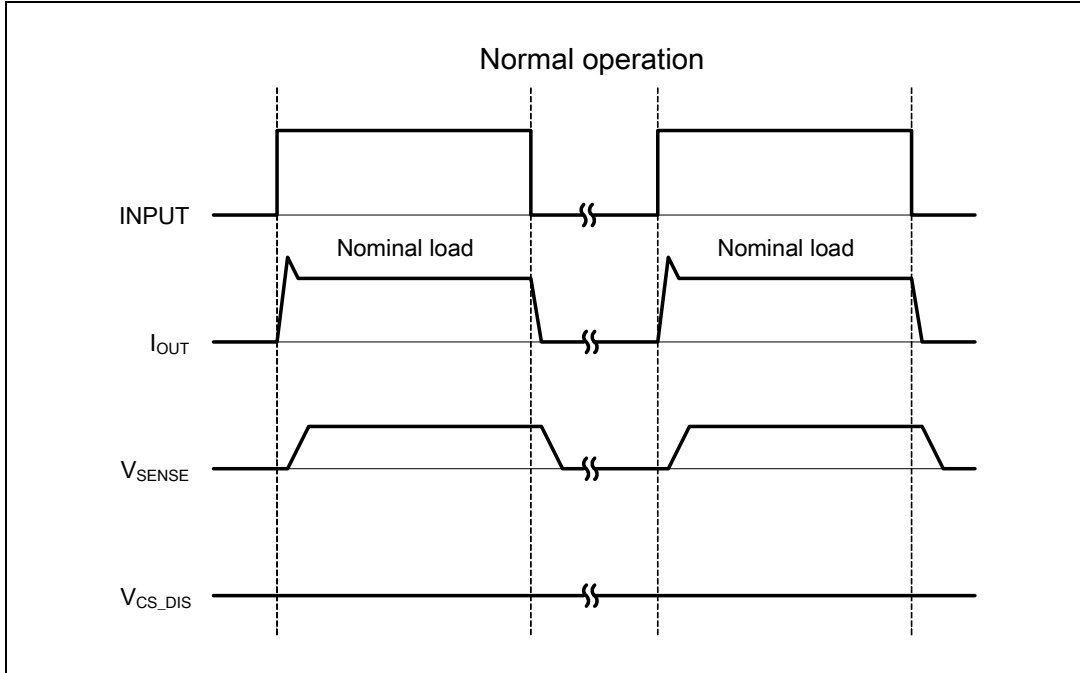 Normal operation
INPUT
Nominal load Nominal load
IOUT
VSENSE
VCS_DIS